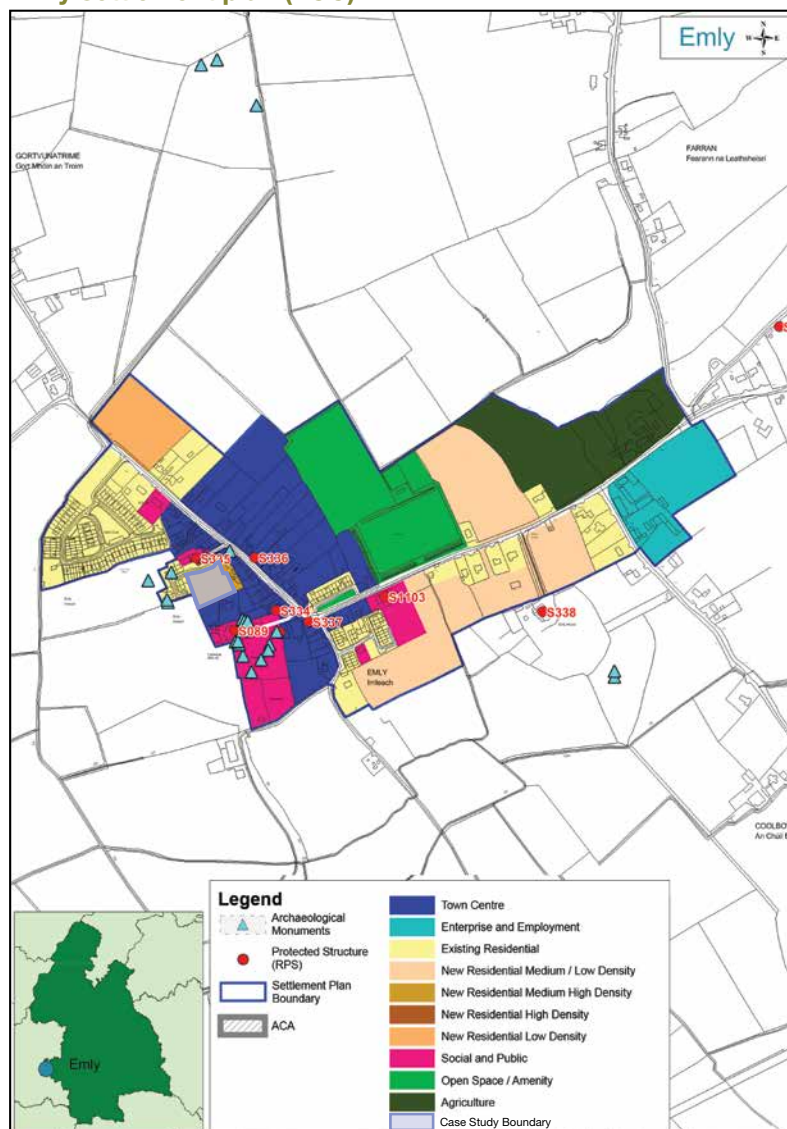 Emly
N
W E
S
GORTVUNATRIME
Gort Mhóin an Troim
FARRAN
Fearann na Leatheiseirí
S335
S336
S334
S337
S089
S1103
S338
EMLY
Imleach
COOLBO
An Chúil B
Legend
Archaeological
Monuments
Protected Structure
(RPS)
Settlement Plan
Boundary
ACA
Town Centre
Enterprise and Employment
Existing Residential
New Residential Medium / Low Density
New Residential Medium High Density
New Residential High Density
New Residential Low Density
Social and Public
Open Space / Amenity
Agriculture
Case Study Boundary
Emly